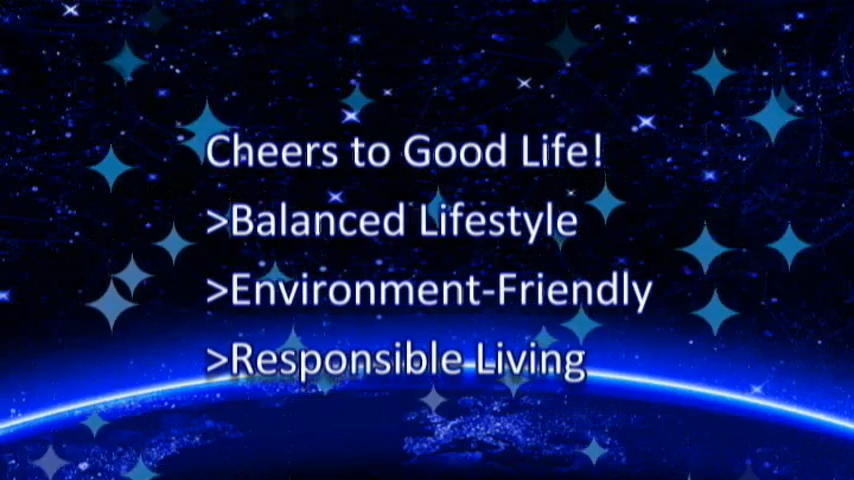 Cheers to Good Life!
>Balanced Lifestyle
>Environment-Friendly
>Responsible Living